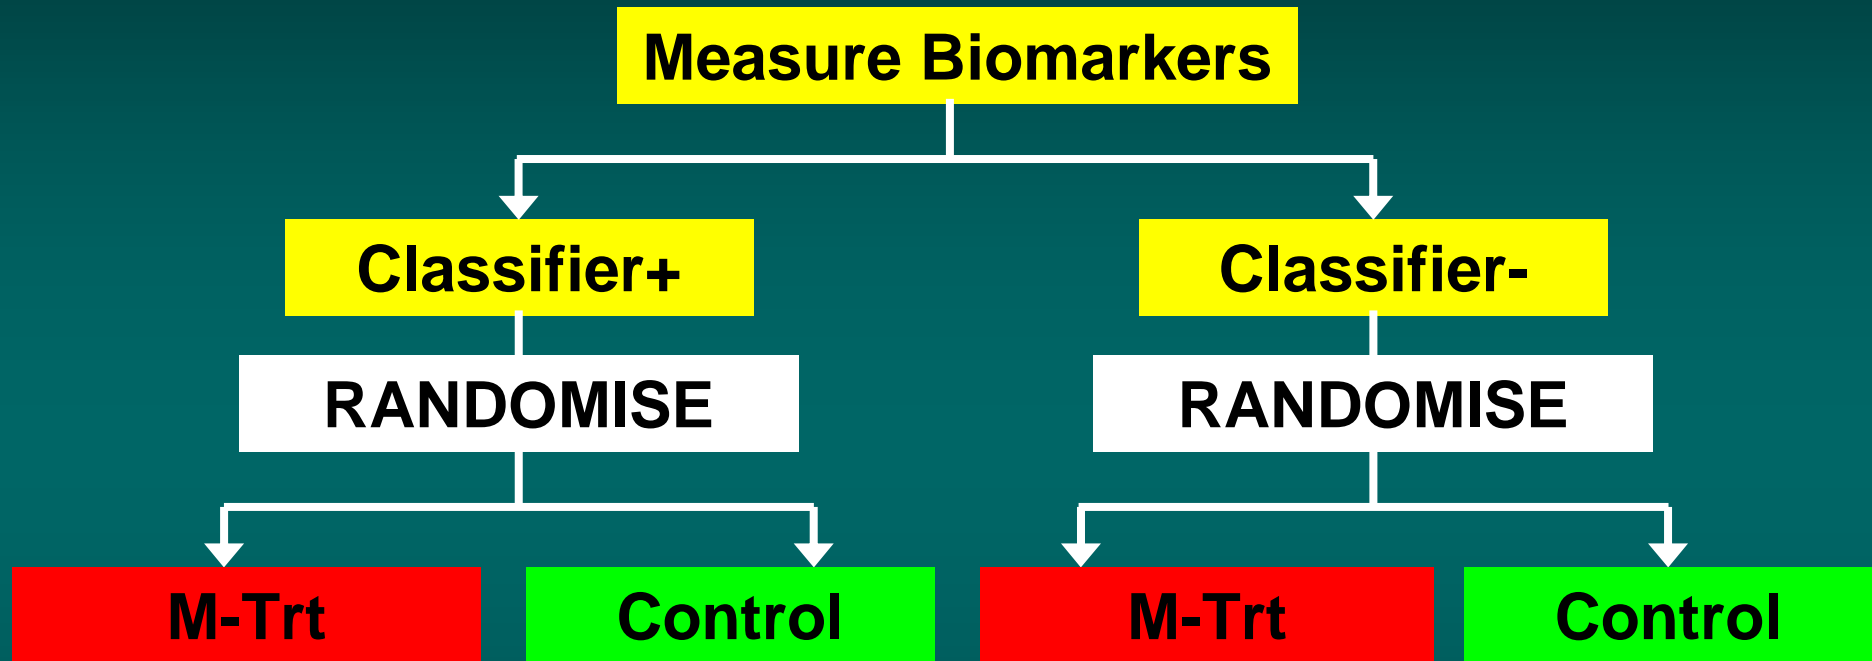 Measure Biomarkers
Classifier+
Classifier-
RANDOMISE
RANDOMISE
M-Trt
Control
M-Trt
Control